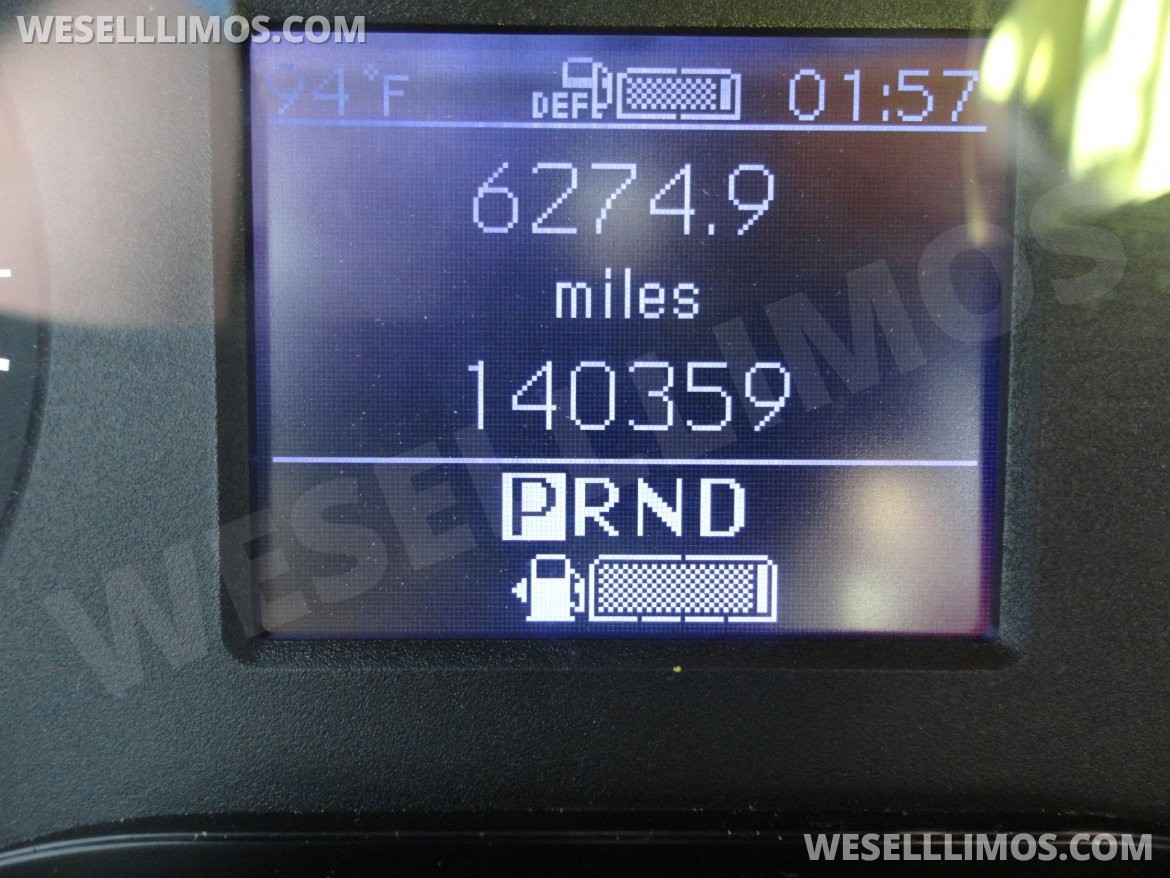 WESELLLIMOS.COM
94°F DEF 01:57
6274.9
miles
140359
PRND
WESELLLIMOS
WESELLLIMOS.COM